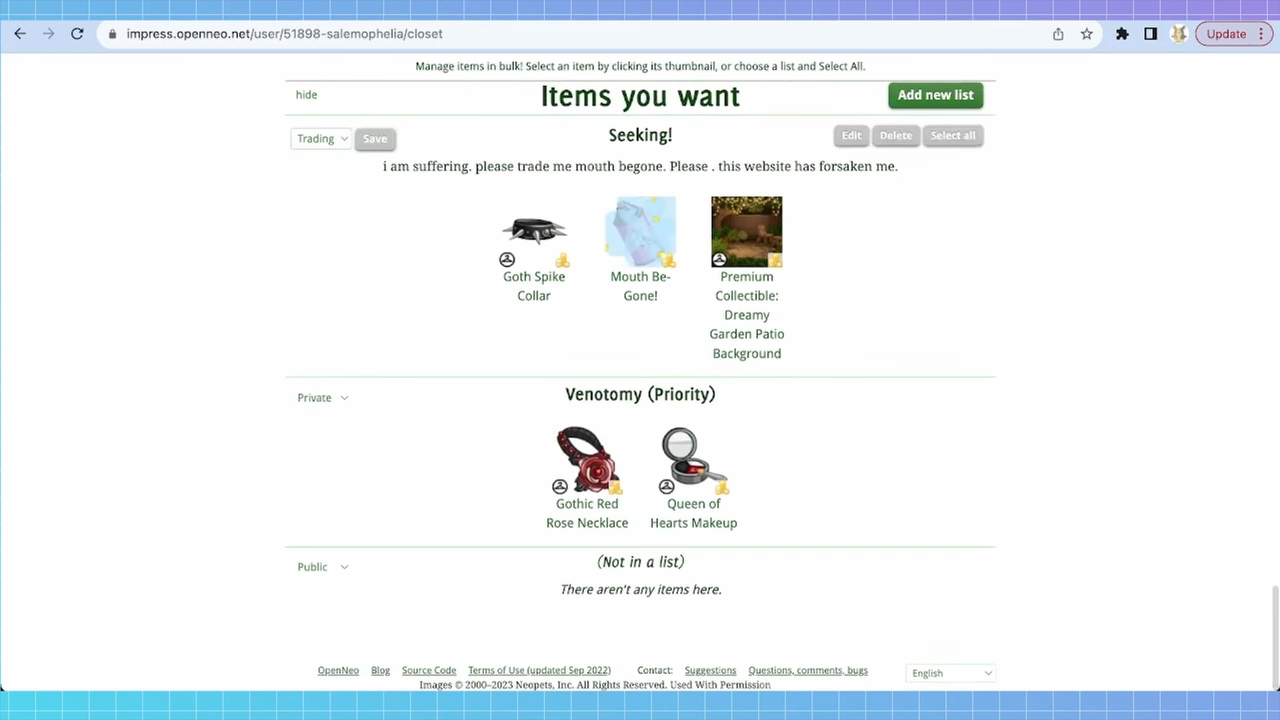 impress.openneo.net/user/51898-salemophelia/closet
Update
Manage items in bulk! Select an item by clicking its thumbnail, or choose a list and Select All.
hide
Items you want
Add new list
Trading
Save
Seeking!
Edit
Delete
Select all
i am suffering. please trade me mouth begone. Please . this website has forsaken me.
Goth Spike
Collar
Mouth Be-
Gone!
Premium
Collectible:
Dreamy
Garden Patio
Background
Private
Venotomy (Priority)
Gothic Red
Rose Necklace
Queen of
Hearts Makeup
Public
(Not in a list)
There aren't any items here.
OpenNeo Blog Source Code Terms of Use (updated Sep 2022) Contact: Suggestions Questions, comments, bugs
English
Images © 2000–2023 Neopets, Inc. All Rights Reserved. Used With Permission